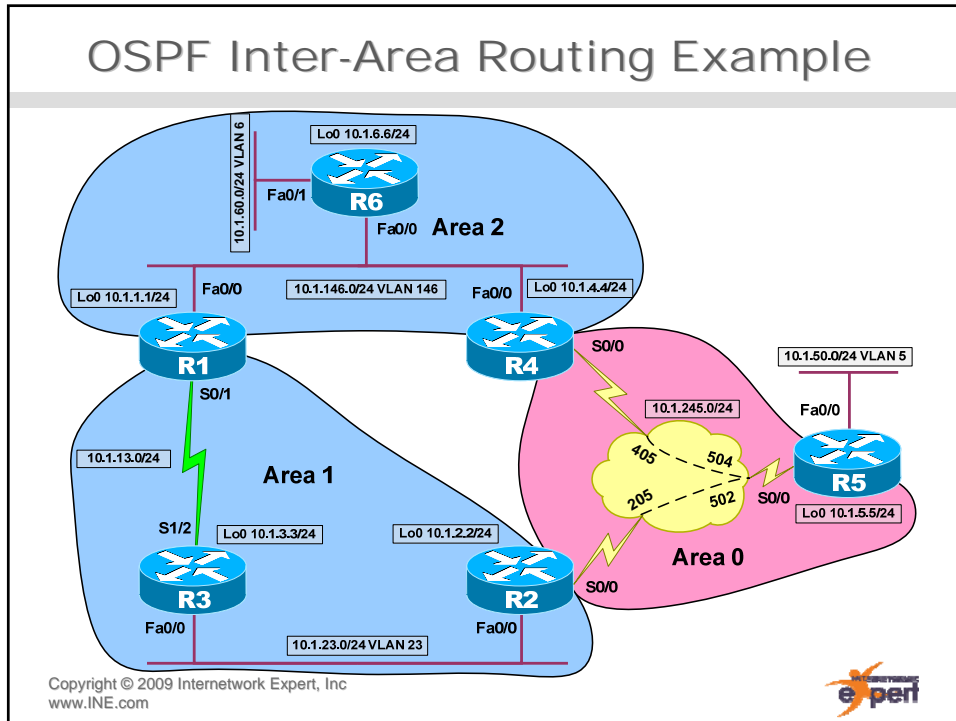 OSPF Inter-Area Routing Example
10.1.60.0/24 VLAN 6
Lo0 10.1.6.6/24
Fa0/1
R6
Fa0/0
Area 2
Lo0 10.1.1.1/24
Fa0/0
10.1.146.0/24 VLAN 146
Fa0/0
Lo0 10.1.4.4/24
R1
R4
S0/0
S0/1
10.1.50.0/24 VLAN 5
10.1.245.0/24
Fa0/0
10.1.13.0/24
Area 1
405
504
R5
205
502
S0/0
Lo0 10.1.5.5/24
S1/2
Lo0 10.1.3.3/24
Lo0 10.1.2.2/24
Area 0
R3
R2
S0/0
Fa0/0
Fa0/0
10.1.23.0/24 VLAN 23
Copyright © 2009 Internetwork Expert, Inc
www.INE.com
INTERNETWORK
expert